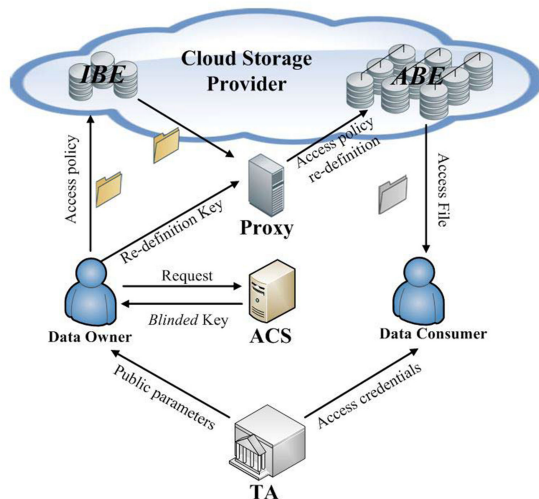 IBE
Cloud Storage
Provider
ABE
Access policy
Access policy
re-definition
Access File
Re-definition Key
Proxy
Request
Blinded Key
Data Owner
ACS
Data Consumer
Public parameters
Access credentials
TA